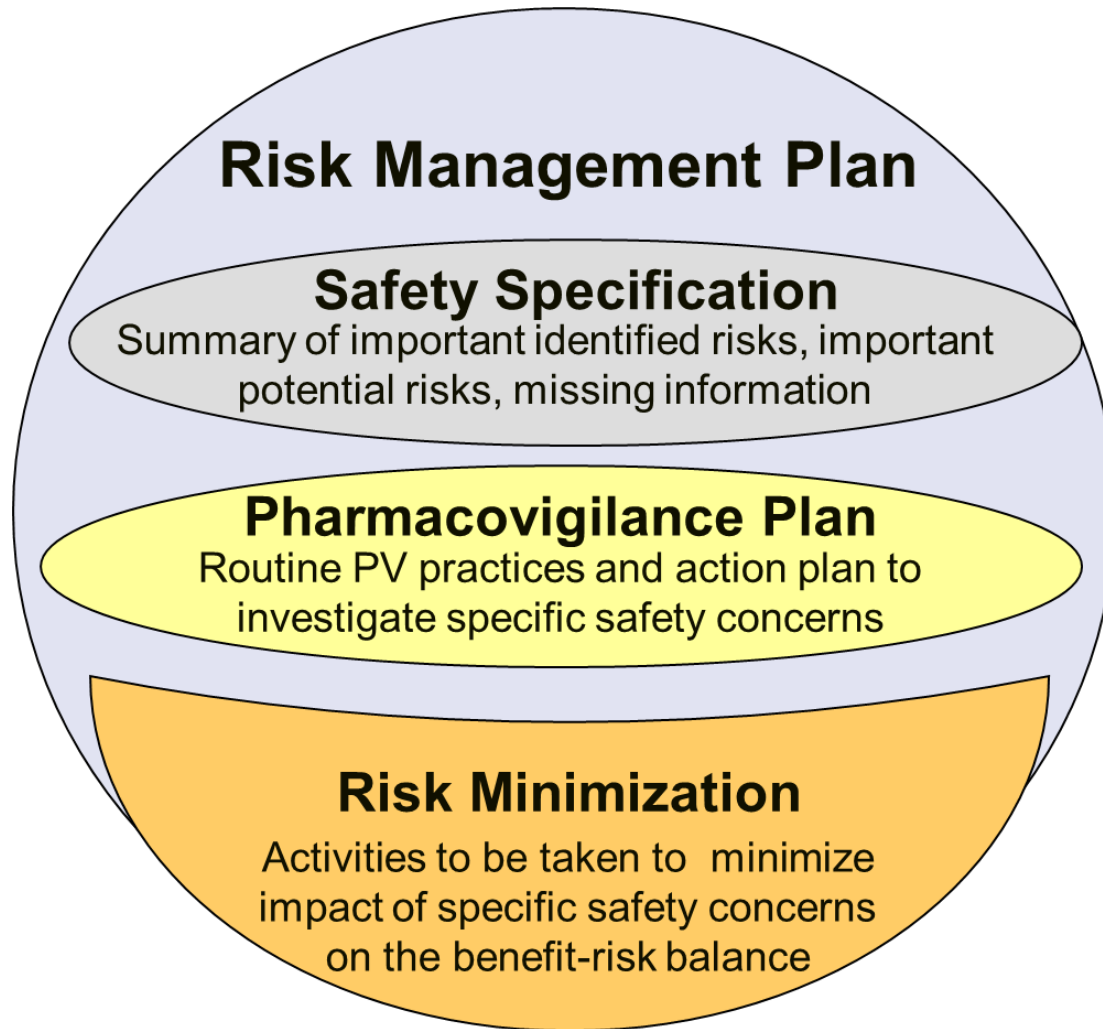 Risk Management Plan
Safety Specification
Summary of important identified risks, important
potential risks, missing information
Pharmacovigilance Plan
Routine PV practices and action plan to
investigate specific safety concerns
Risk Minimization
Activities to be taken to  minimize
impact of specific safety concerns
on the benefit-risk balance